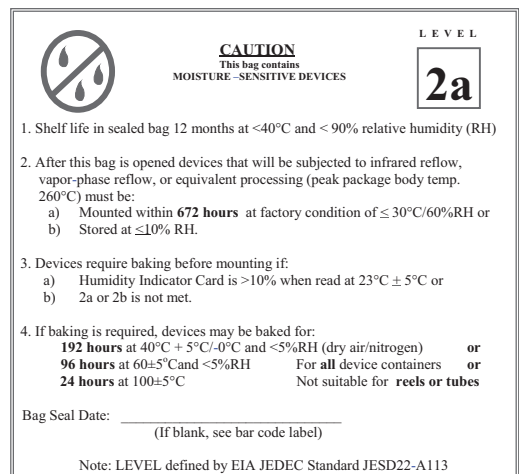 LEVEL
CAUTION
This bag contains
MOISTURE –SENSITIVE DEVICES
2a
1. Shelf life in sealed bag 12 months at <40°C and < 90% relative humidity (RH)
2. After this bag is opened devices that will be subjected to infrared reflow,
vapor-phase reflow, or equivalent processing (peak package body temp.
260°C) must be:
a) Mounted within 672 hours at factory condition of ≤ 30°C/60%RH or
b) Stored at ≤10% RH.
3. Devices require baking before mounting if:
a) Humidity Indicator Card is >10% when read at 23°C ± 5°C or
b) 2a or 2b is not met.
4. If baking is required, devices may be baked for:
192 hours at 40°C + 5°C/-0°C and <5%RH (dry air/nitrogen) or
96 hours at 60±5°Cand <5%RH For all device containers or
24 hours at 100±5°C Not suitable for reels or tubes
Bag Seal Date: ______________________________
(If blank, see bar code label)
Note: LEVEL defined by EIA JEDEC Standard JESD22-A113